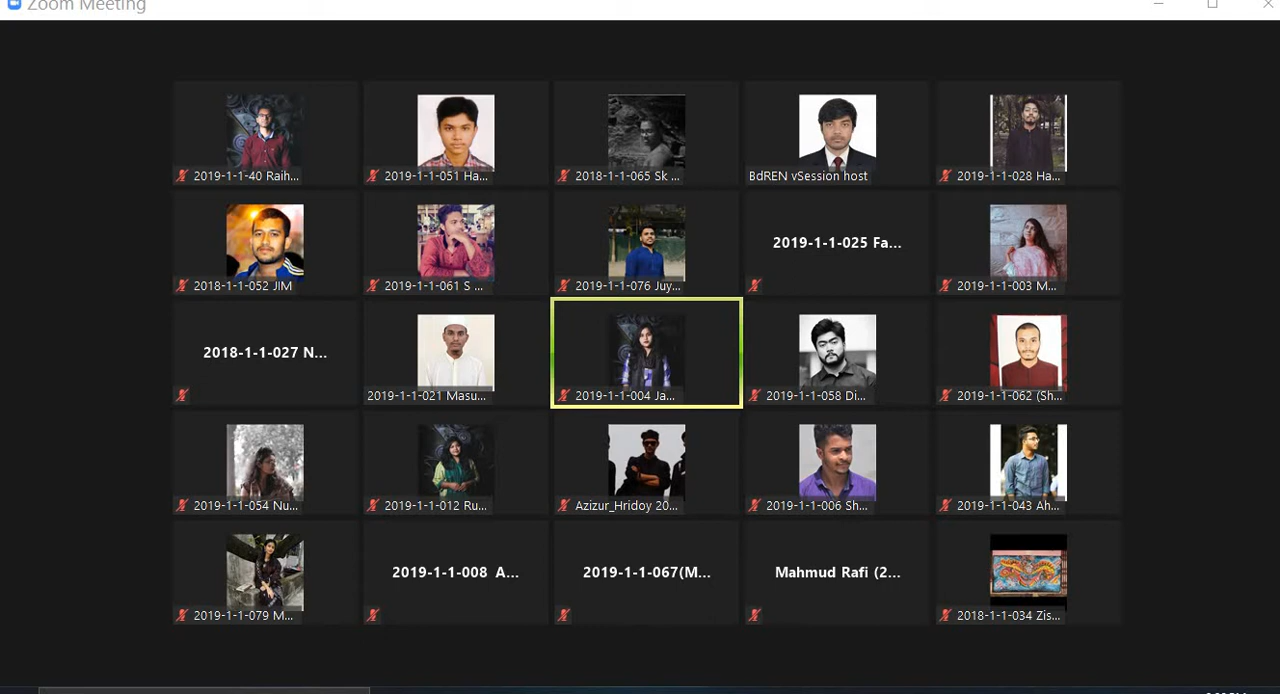 Zoom Meeting
2019-1-1-40 Raih...
2019-1-1-051 Ha...
2018-1-1-065 Sk ...
BdREN vSession host
2019-1-1-028 Ha...
2018-1-1-052 JIM
2019-1-1-061 S ...
2019-1-1-076 Juy...
2019-1-1-025 Fa...
2019-1-1-003 M...
2018-1-1-027 N...
2019-1-1-021 Masu...
2019-1-1-004 Ja...
2019-1-1-058 Di...
2019-1-1-062 (Sh...
2019-1-1-054 Nu...
2019-1-1-012 Ru...
Azizur_Hridoy 20...
2019-1-1-006 Sh...
2019-1-1-043 Ah...
2019-1-1-079 M...
2019-1-1-008 A...
2019-1-1-067(M...
Mahmud Rafi (2...
2018-1-1-034 Zis...